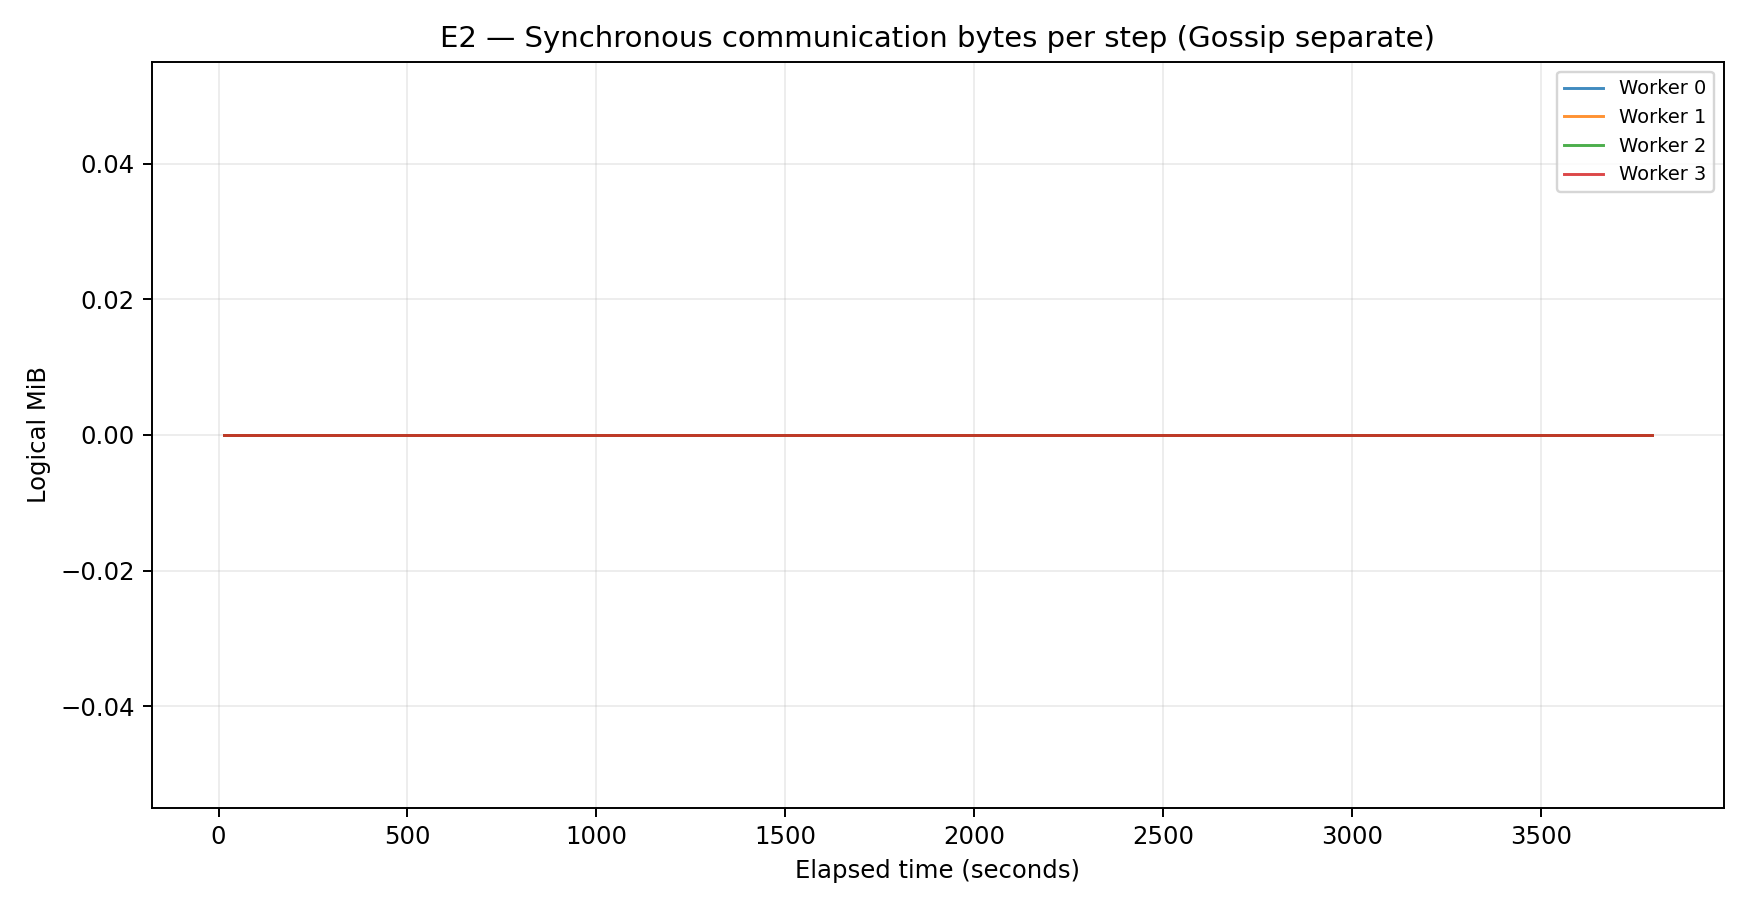 E2 — Synchronous communication bytes per step (Gossip separate)
Worker 0
Worker 1
Worker 2
Worker 3
Logical MiB
0.04
0.02
0.00
−0.02
−0.04
0 500 1000 1500 2000 2500 3000 3500
Elapsed time (seconds)